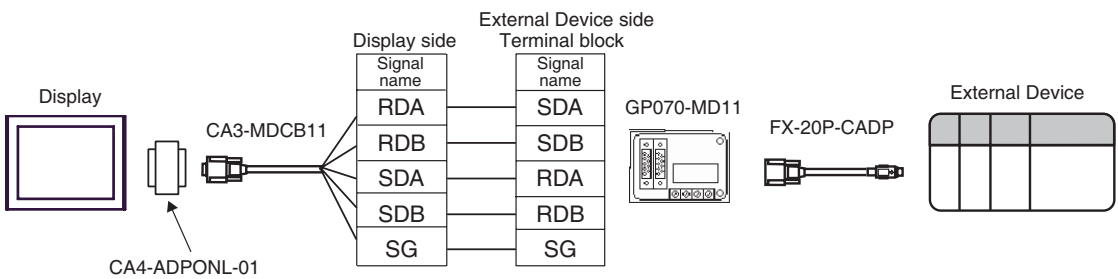 External Device side
Display side Terminal block
Signal name Signal name
Display
CA3-MDCB11
RDA SDA
RDB SDB
SDA RDA
SDB RDB
SG SG
GP070-MD11
FX-20P-CADP
External Device
CA4-ADPONL-01